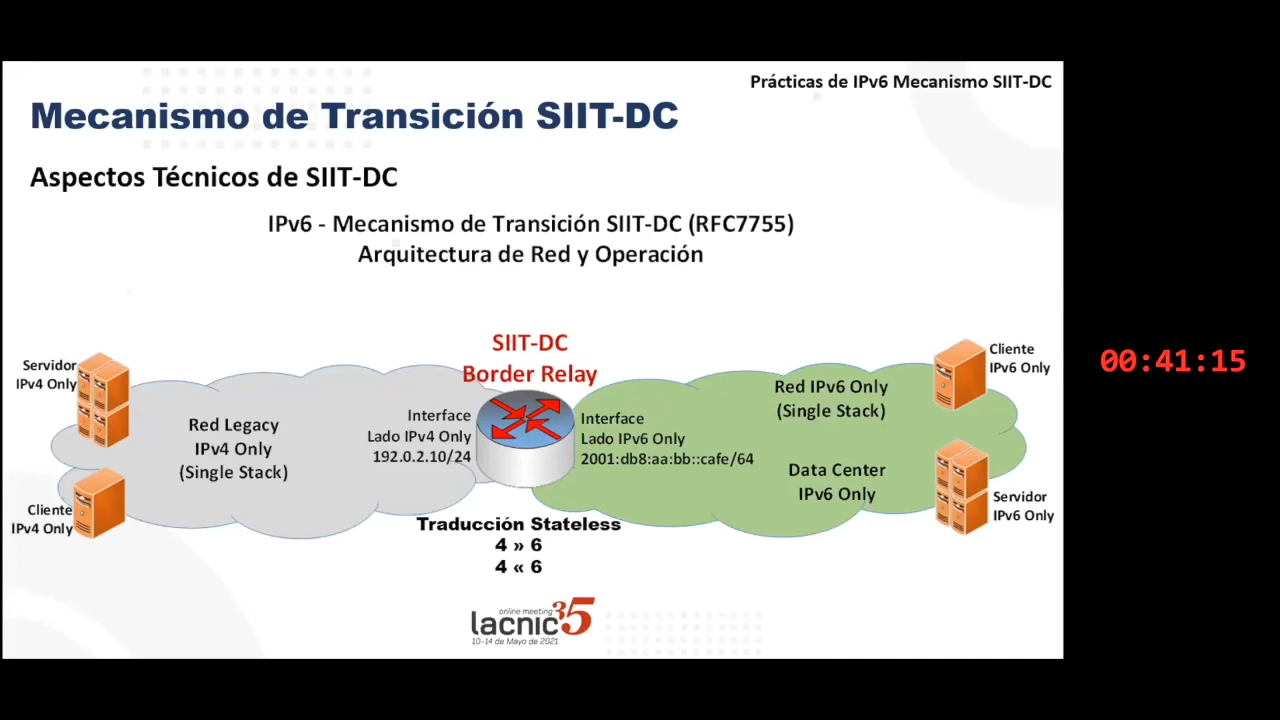 Prácticas de IPv6 Mecanismo SIIT-DC
Mecanismo de Transición SIIT-DC
Aspectos Técnicos de SIIT-DC
IPv6 - Mecanismo de Transición SIIT-DC (RFC7755)
Arquitectura de Red y Operación
SIIT-DC
Border Relay
Servidor
IPv4 Only
Red Legacy
IPv4 Only
(Single Stack)
Cliente
IPv4 Only
Interface
Lado IPv4 Only
192.0.2.10/24
Interface
Lado IPv6 Only
2001:db8:aa:bb::cafe/64
Red IPv6 Only
(Single Stack)
Data Center
IPv6 Only
Cliente
IPv6 Only
Servidor
IPv6 Only
Traducción Stateless
4 » 6
4 « 6
online meeting
lacnic35
10-14 de Mayo de 2021
00:41:15